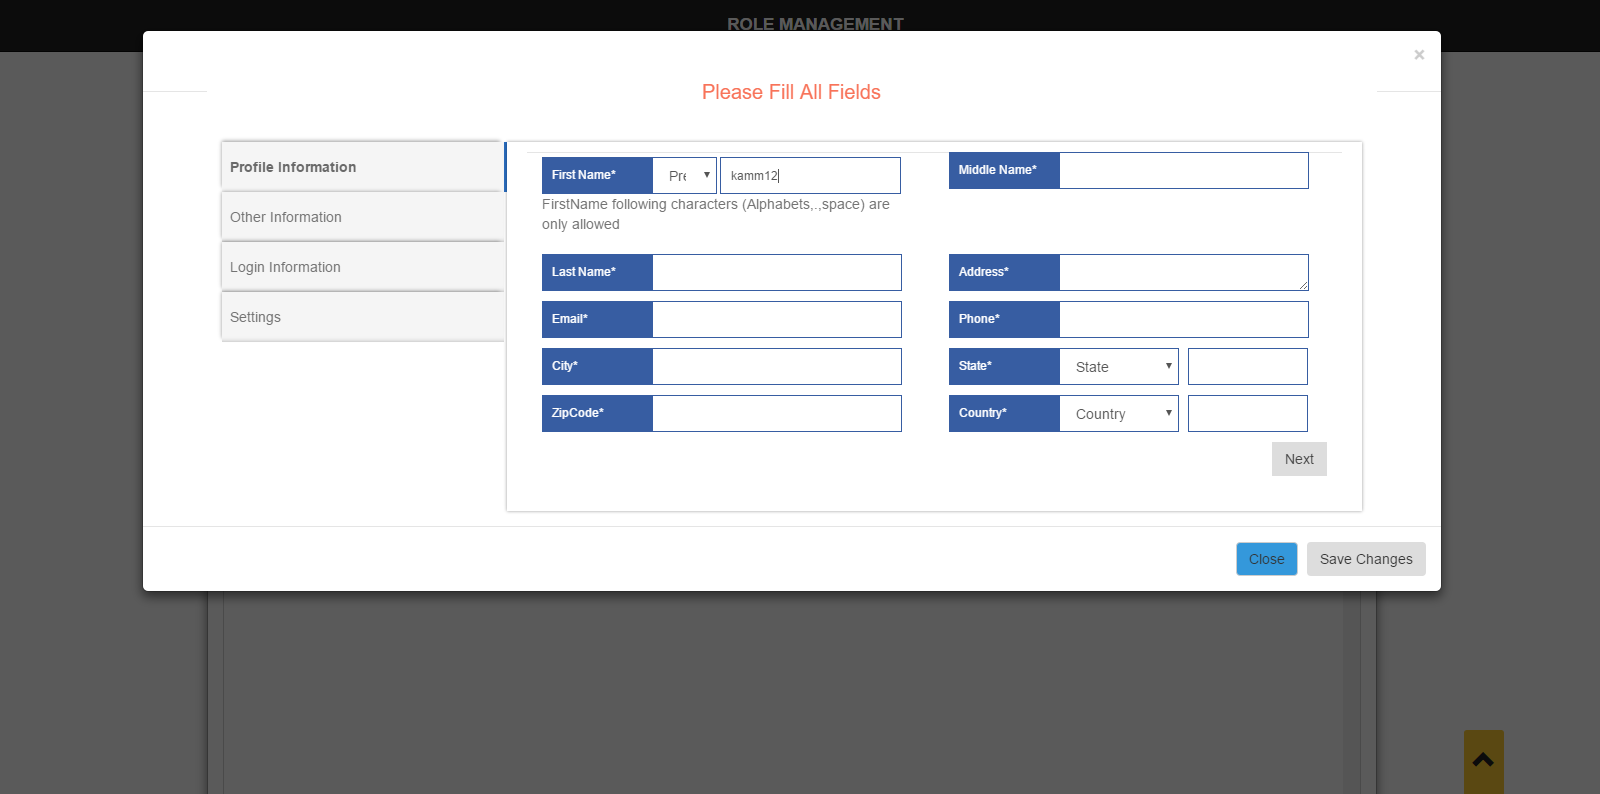 ROLE MANAGEMENT
×
Please Fill All Fields
Profile Information
Other Information
Login Information
Settings
First Name* Pre kamm12
Middle Name*
FirstName following characters (Alphabets,.,space) are
only allowed
Last Name*
Address*
Email*
Phone*
City*
State* State
ZipCode*
Country* Country
Next
Close Save Changes